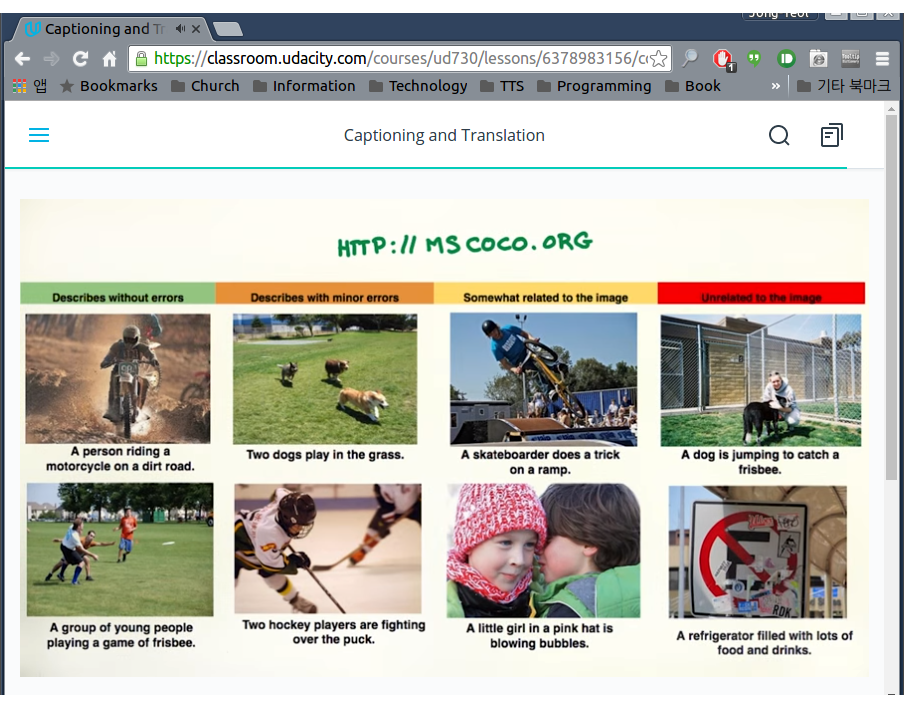 Captioning and Tr
Jong Yeol
https://classroom.udacity.com/courses/ud730/lessons/6378983156/c
1
앱
Bookmarks
Church
Information
Technology
TTS
Programming
Book
»
기타 북마크
Captioning and Translation
HTTP://MSCOCO.ORG
Describes without errors
Describes with minor errors
Somewhat related to the image
Unrelated to the image
A person riding a
motorcycle on a dirt road.
Two dogs play in the grass.
A skateboarder does a trick
on a ramp.
A dog is jumping to catch a
frisbee.
A group of young people
playing a game of frisbee.
Two hockey players are fighting
over the puck.
A little girl in a pink hat is
blowing bubbles.
RDK
A refrigerator filled with lots of
food and drinks.